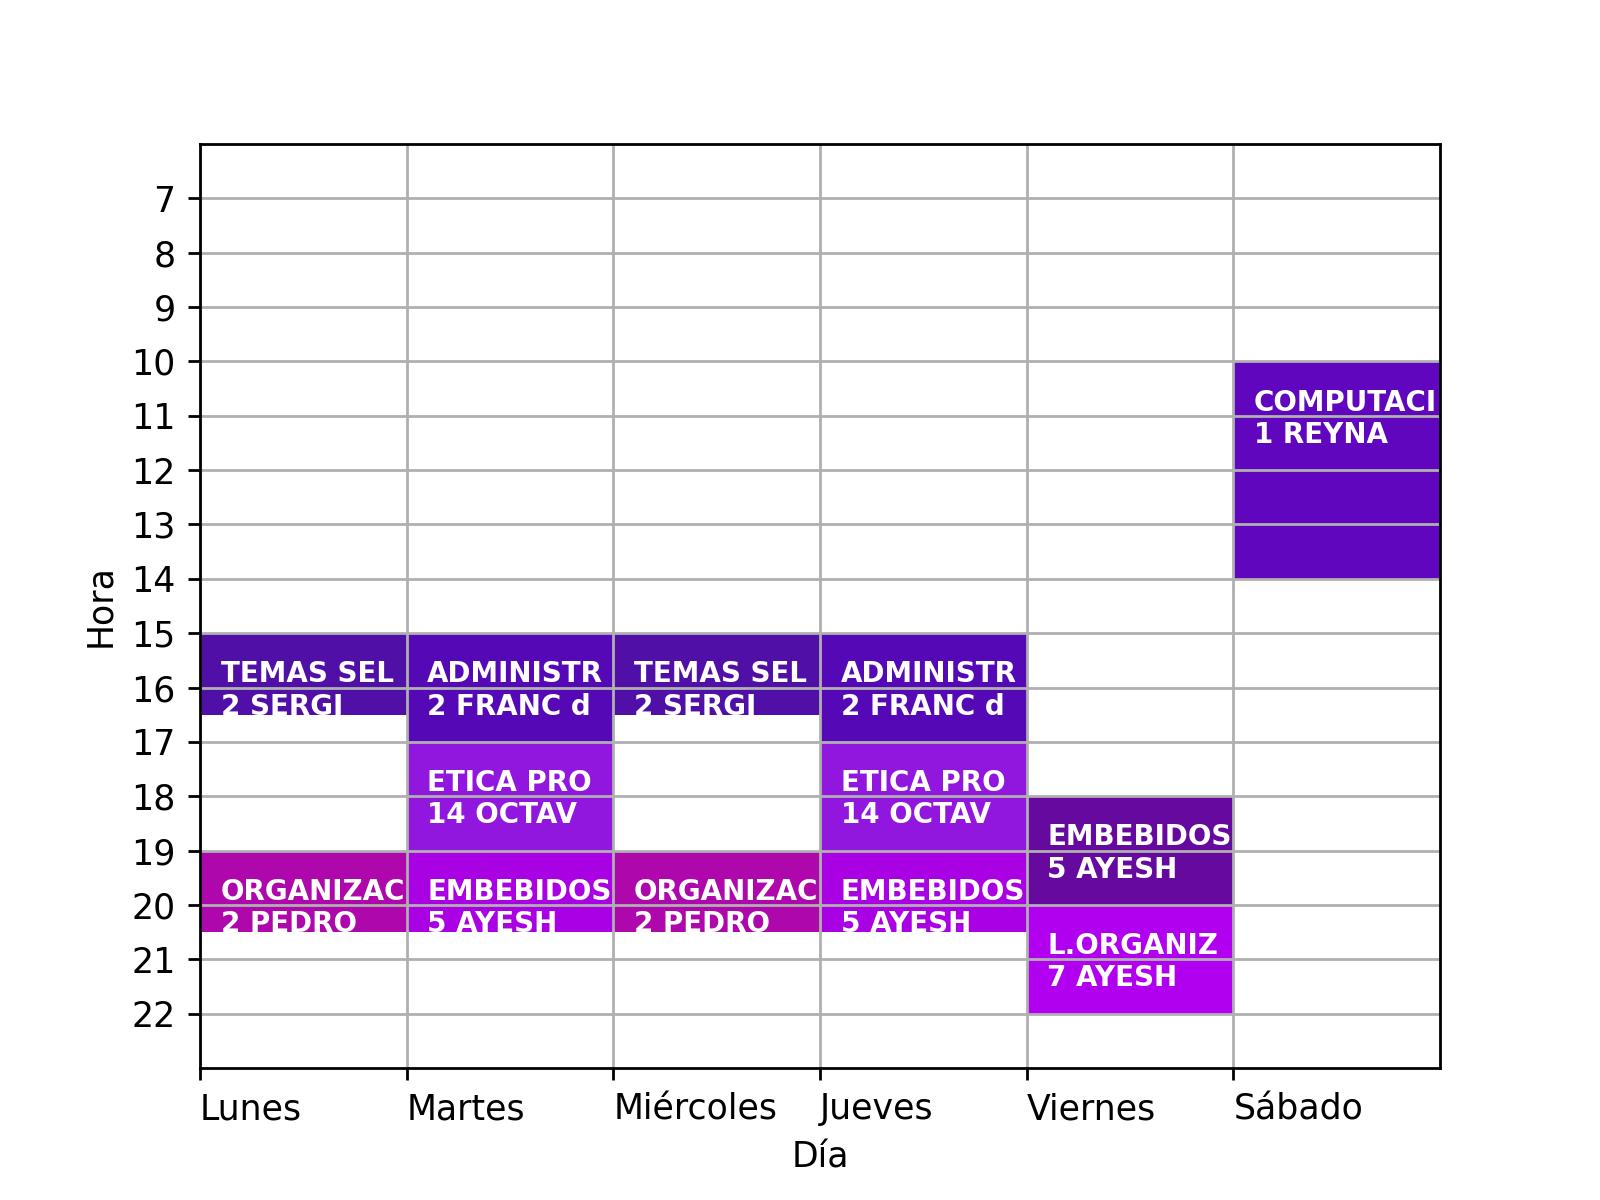 7
8
9
10
11
12
13
14
15
16
17
18
19
20
21
22
Hora
COMPUTACI
1 REYNA
TEMAS SEL
2 SERGI
ADMINISTR
2 FRANC d
TEMAS SEL
2 SERGI
ADMINISTR
2 FRANC d
ETICA PRO
14 OCTAV
ETICA PRO
14 OCTAV
EMBEBIDOS
5 AYESH
ORGANIZAC
2 PEDRO
EMBEBIDOS
5 AYESH
ORGANIZAC
2 PEDRO
EMBEBIDOS
5 AYESH
L.ORGANIZ
7 AYESH
Lunes
Martes
Miércoles
Jueves
Viernes
Sábado
Día